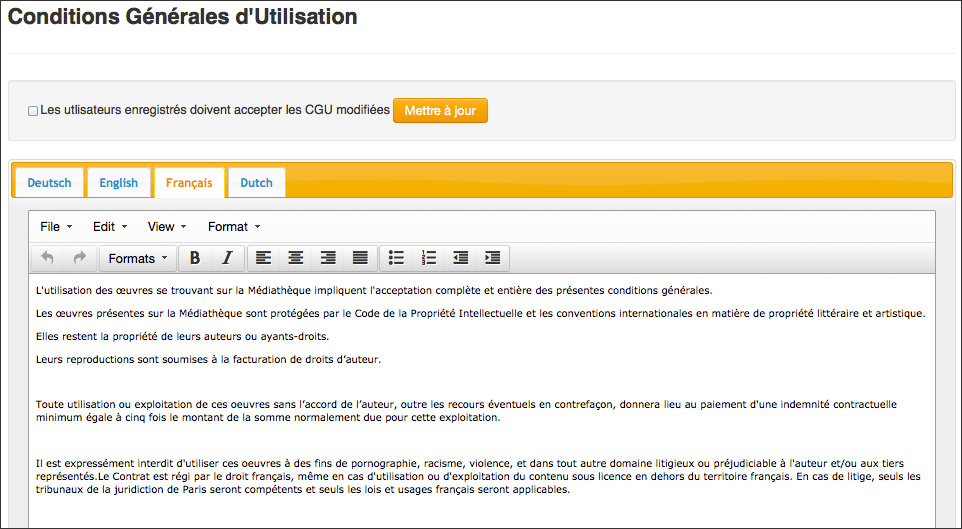 Conditions Générales d'Utilisation
Les utlisateurs enregistrés doivent accepter les CGU modifiées Mettre à jour
Deutsch English Français Dutch
File Edit View Format
Formats B I
L'utilisation des œuvres se trouvant sur la Médiathèque impliquent l'acceptation complète et entière des présentes conditions générales.
Les œuvres présentes sur la Médiathèque sont protégées par le Code de la Propriété Intellectuelle et les conventions internationales en matière de propriété littéraire et artistique.
Elles restent la propriété de leurs auteurs ou ayants-droits.
Leurs reproductions sont soumises à la facturation de droits d’auteur.
Toute utilisation ou exploitation de ces oeuvres sans l’accord de l’auteur, outre les recours éventuels en contrefaçon, donnera lieu au paiement d'une indemnité contractuelle
minimum égale à cinq fois le montant de la somme normalement due pour cette exploitation.
Il est expressément interdit d'utiliser ces oeuvres à des fins de pornographie, racisme, violence, et dans tout autre domaine litigieux ou préjudiciable à l'auteur et/ou aux tiers
représentés.Le Contrat est régi par le droit français, même en cas d'utilisation ou d'exploitation du contenu sous licence en dehors du territoire français. En cas de litige, seuls les
tribunaux de la juridiction de Paris seront compétents et seuls les lois et usages français seront applicables.